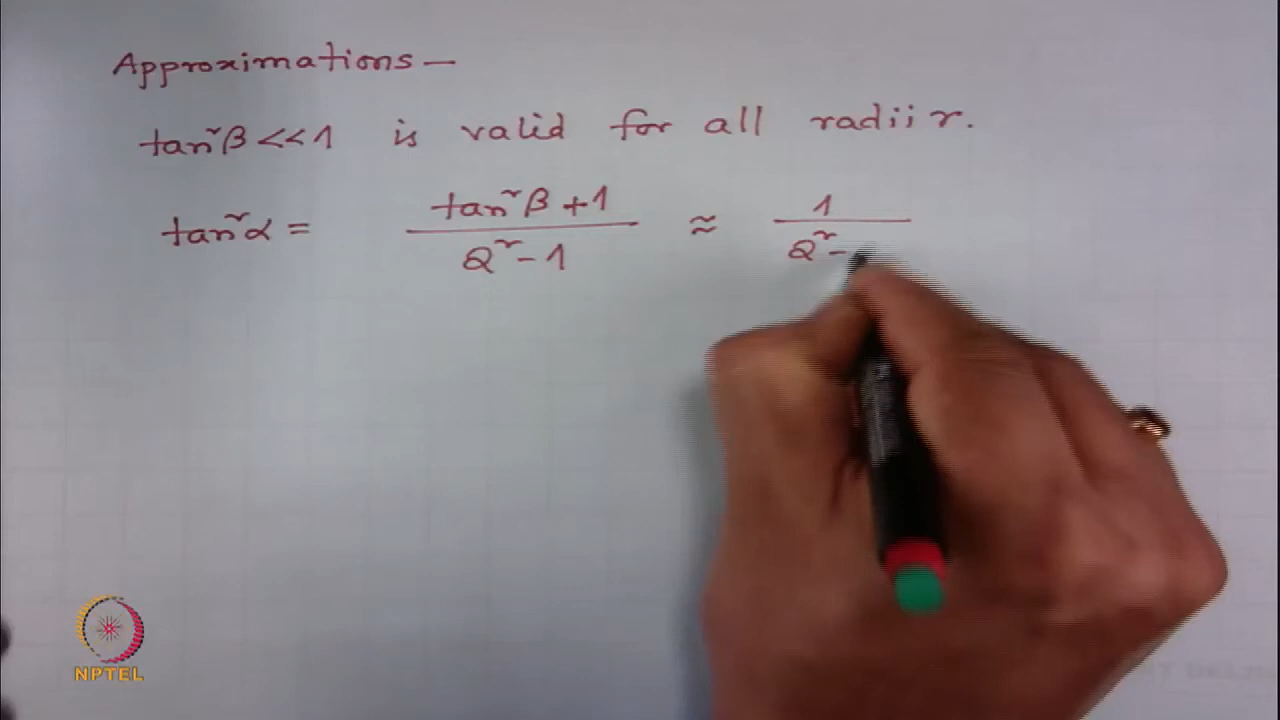 Approximations —
tan²β << 1 is valid for all radii r.
tan²α = (tan²β + 1) / (Q² - 1) ≈ 1 / (Q² -
NPTEL